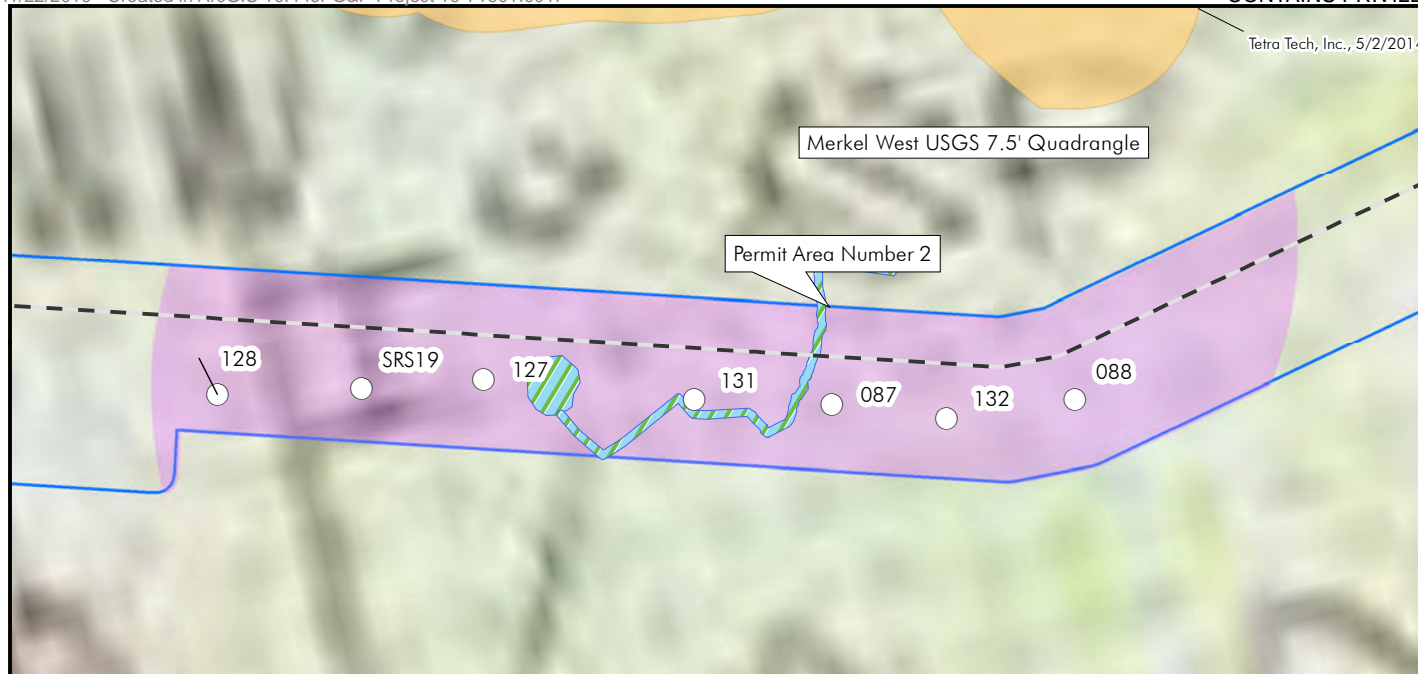 Tetra Tech, Inc., 5/2/2014
Merkel West USGS 7.5' Quadrangle
Permit Area Number 2
128
SRS19
127
131
087
132
088